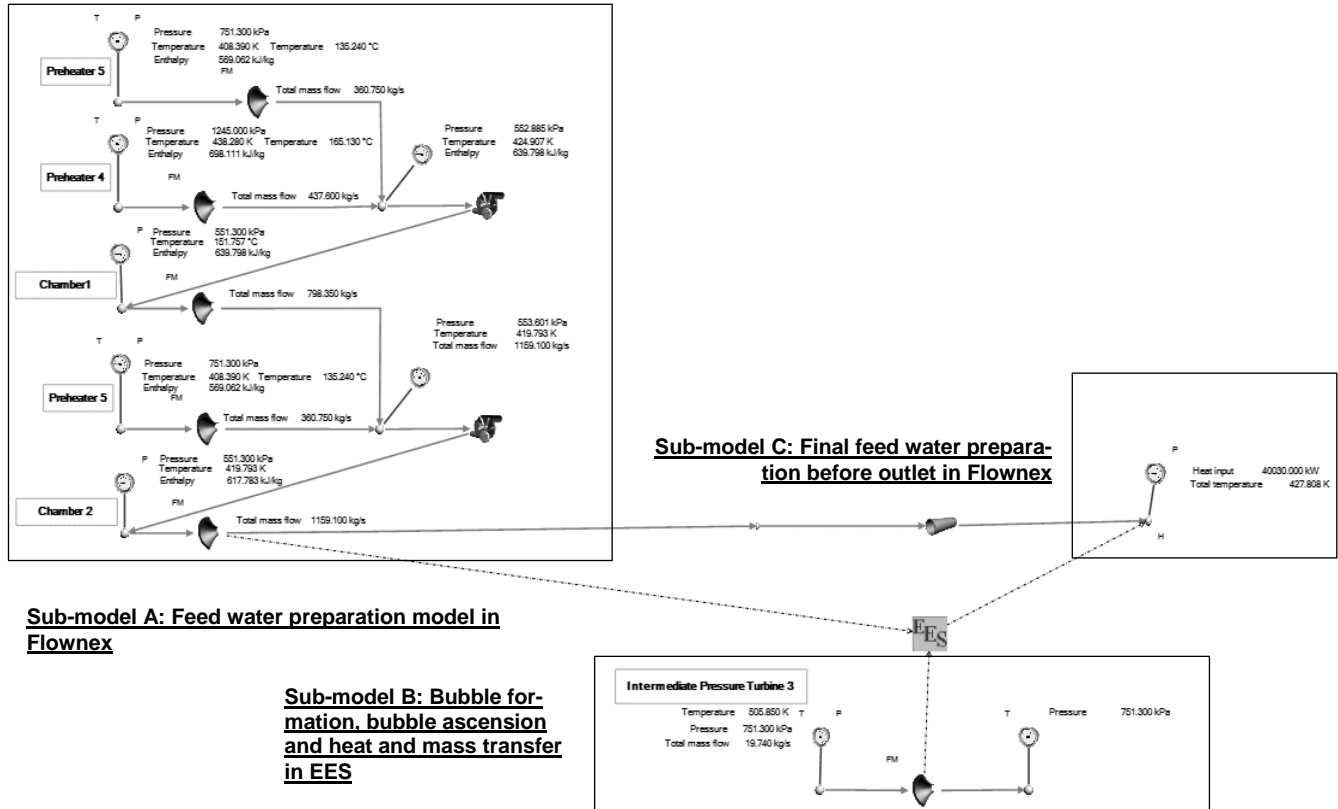 T P
Pressure 751.300 kPa
Temperature 408.390 K Temperature 135.240 °C
Enthalpy 569.062 kJ/kg
FM
Preheater 5
Total mass flow 360.750 kg/s
T P
Pressure 1245.000 kPa
Temperature 438.280 K Temperature 165.130 °C
Enthalpy 698.111 kJ/kg
Pressure 552.885 kPa
Temperature 424.907 K
Enthalpy 639.798 kJ/kg
Preheater 4
FM
Total mass flow 437.600 kg/s
P Pressure 551.300 kPa
Temperature 151.757 °C
Enthalpy 639.798 kJ/kg
FM
Chamber1
Total mass flow 798.350 kg/s
Pressure 553.601 kPa
Temperature 419.793 K
Total mass flow 1159.100 kg/s
T P
Pressure 751.300 kPa
Temperature 408.390 K Temperature 135.240 °C
Enthalpy 569.062 kJ/kg
FM
Preheater 5
Total mass flow 360.750 kg/s
P Pressure 551.300 kPa
Temperature 419.793 K
Enthalpy 617.783 kJ/kg
FM
Chamber 2
Total mass flow 1159.100 kg/s
Sub-model C: Final feed water prepara-
tion before outlet in Flownex
P
Heat input 40030.000 kW
Total temperature 427.808 K
H
Sub-model A: Feed water preparation model in
Flownex
EES
Sub-model B: Bubble for-
mation, bubble ascension
and heat and mass transfer
in EES
Intermediate Pressure Turbine 3
Temperature 505.850 K T P
Pressure 751.300 kPa
Total mass flow 19.740 kg/s
FM
T Pressure 751.300 kPa